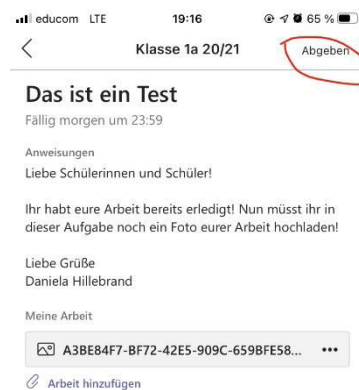 educom LTE 19:16 65 %
Klasse 1a 20/21 Abgeben
Das ist ein Test
Fällig morgen um 23:59
Anweisungen
Liebe Schülerinnen und Schüler!
Ihr habt eure Arbeit bereits erledigt! Nun müsst ihr in
dieser Aufgabe noch ein Foto eurer Arbeit hochladen!
Liebe Grüße
Daniela Hillebrand
Meine Arbeit
A3BE84F7-BF72-42E5-909C-659BFE58...
Arbeit hinzufügen